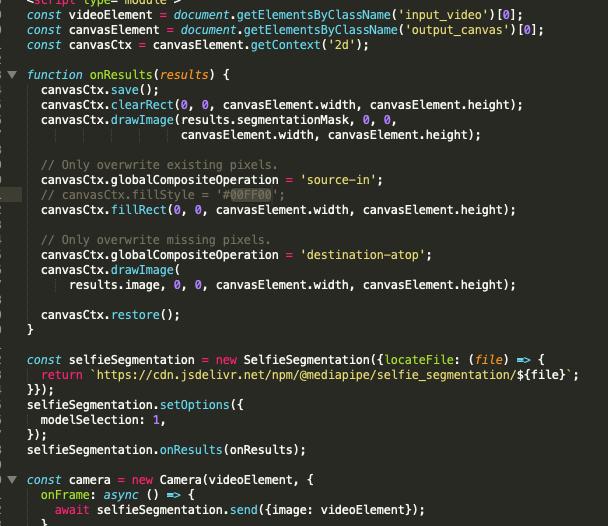 <script type="module">
const videoElement = document.getElementsByClassName('input_video')[0];
const canvasElement = document.getElementsByClassName('output_canvas')[0];
const canvasCtx = canvasElement.getContext('2d');
function onResults(results) {
canvasCtx.save();
canvasCtx.clearRect(0, 0, canvasElement.width, canvasElement.height);
canvasCtx.drawImage(results.segmentationMask, 0, 0,
canvasElement.width, canvasElement.height);
// Only overwrite existing pixels.
canvasCtx.globalCompositeOperation = 'source-in';
// canvasCtx.fillStyle = '#00FF00';
canvasCtx.fillRect(0, 0, canvasElement.width, canvasElement.height);
// Only overwrite missing pixels.
canvasCtx.globalCompositeOperation = 'destination-atop';
canvasCtx.drawImage(
results.image, 0, 0, canvasElement.width, canvasElement.height);
canvasCtx.restore();
}
const selfieSegmentation = new SelfieSegmentation({locateFile: (file) => {
return `https://cdn.jsdelivr.net/npm/@mediapipe/selfie_segmentation/${file}`;
}});
selfieSegmentation.setOptions({
modelSelection: 1,
});
selfieSegmentation.onResults(onResults);
const camera = new Camera(videoElement, {
onFrame: async () => {
await selfieSegmentation.send({image: videoElement});
}